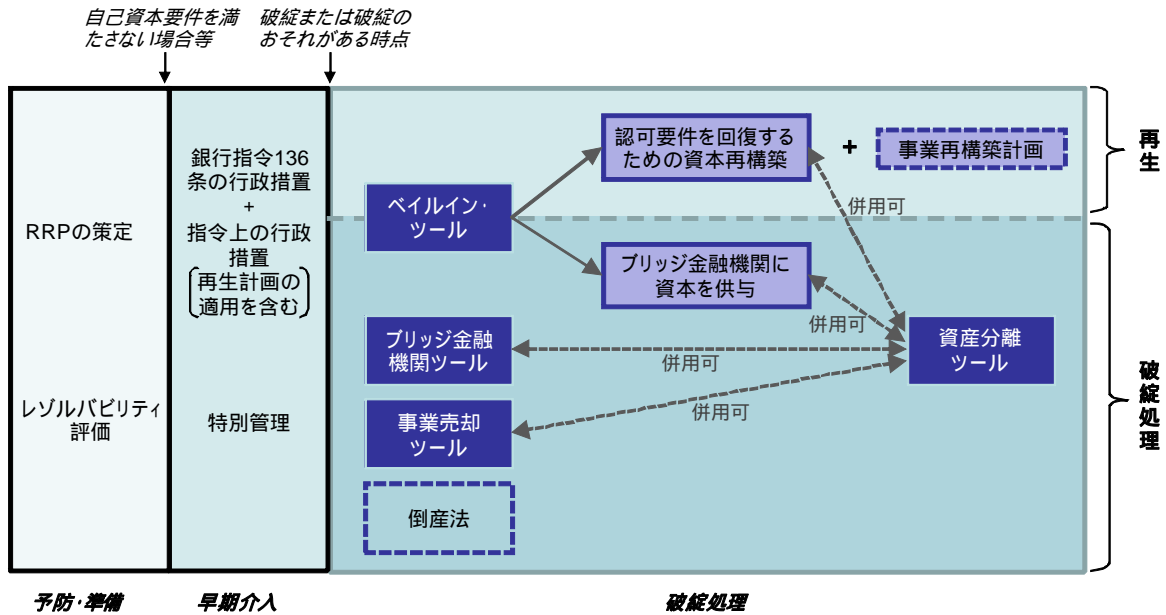 自己資本要件を満
たさない場合等
破綻または破綻の
おそれがある時点
RRPの策定
レゾルバビリティ
評価
銀行指令136
条の行政措置
+
指令上の行政
措置
再生計画の
適用を含む
特別管理
ベイルイン・
ツール
認可要件を回復する
ための資本再構築
+
事業再構築計画
併用可
ブリッジ金融機関に
資本を供与
併用可
ブリッジ金融
機関ツール
併用可
資産分離
ツール
事業売却
ツール
併用可
倒産法
再生
破綻処理
予防・準備
早期介入
破綻処理